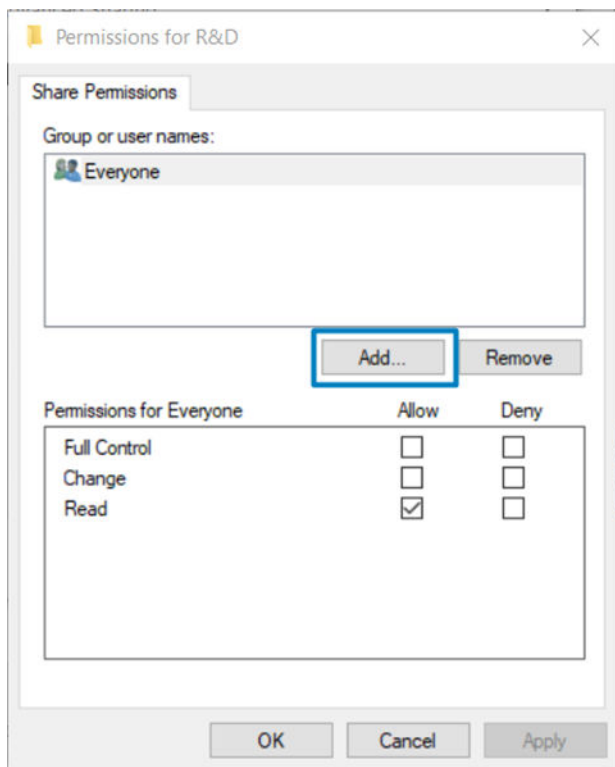 Permissions for R&D
Share Permissions
Group or user names:
Everyone
Add... Remove
Permissions for Everyone Allow Deny
Full Control
Change
Read
OK Cancel Apply